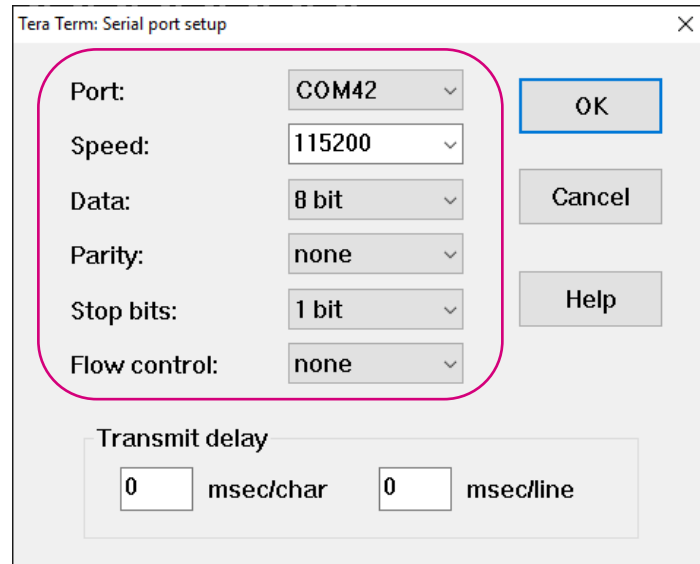 Tera Term: Serial port setup
Port: COM42
OK
Speed: 115200
Data: 8 bit
Cancel
Parity: none
Stop bits: 1 bit
Help
Flow control: none
Transmit delay
0 msec/char 0 msec/line